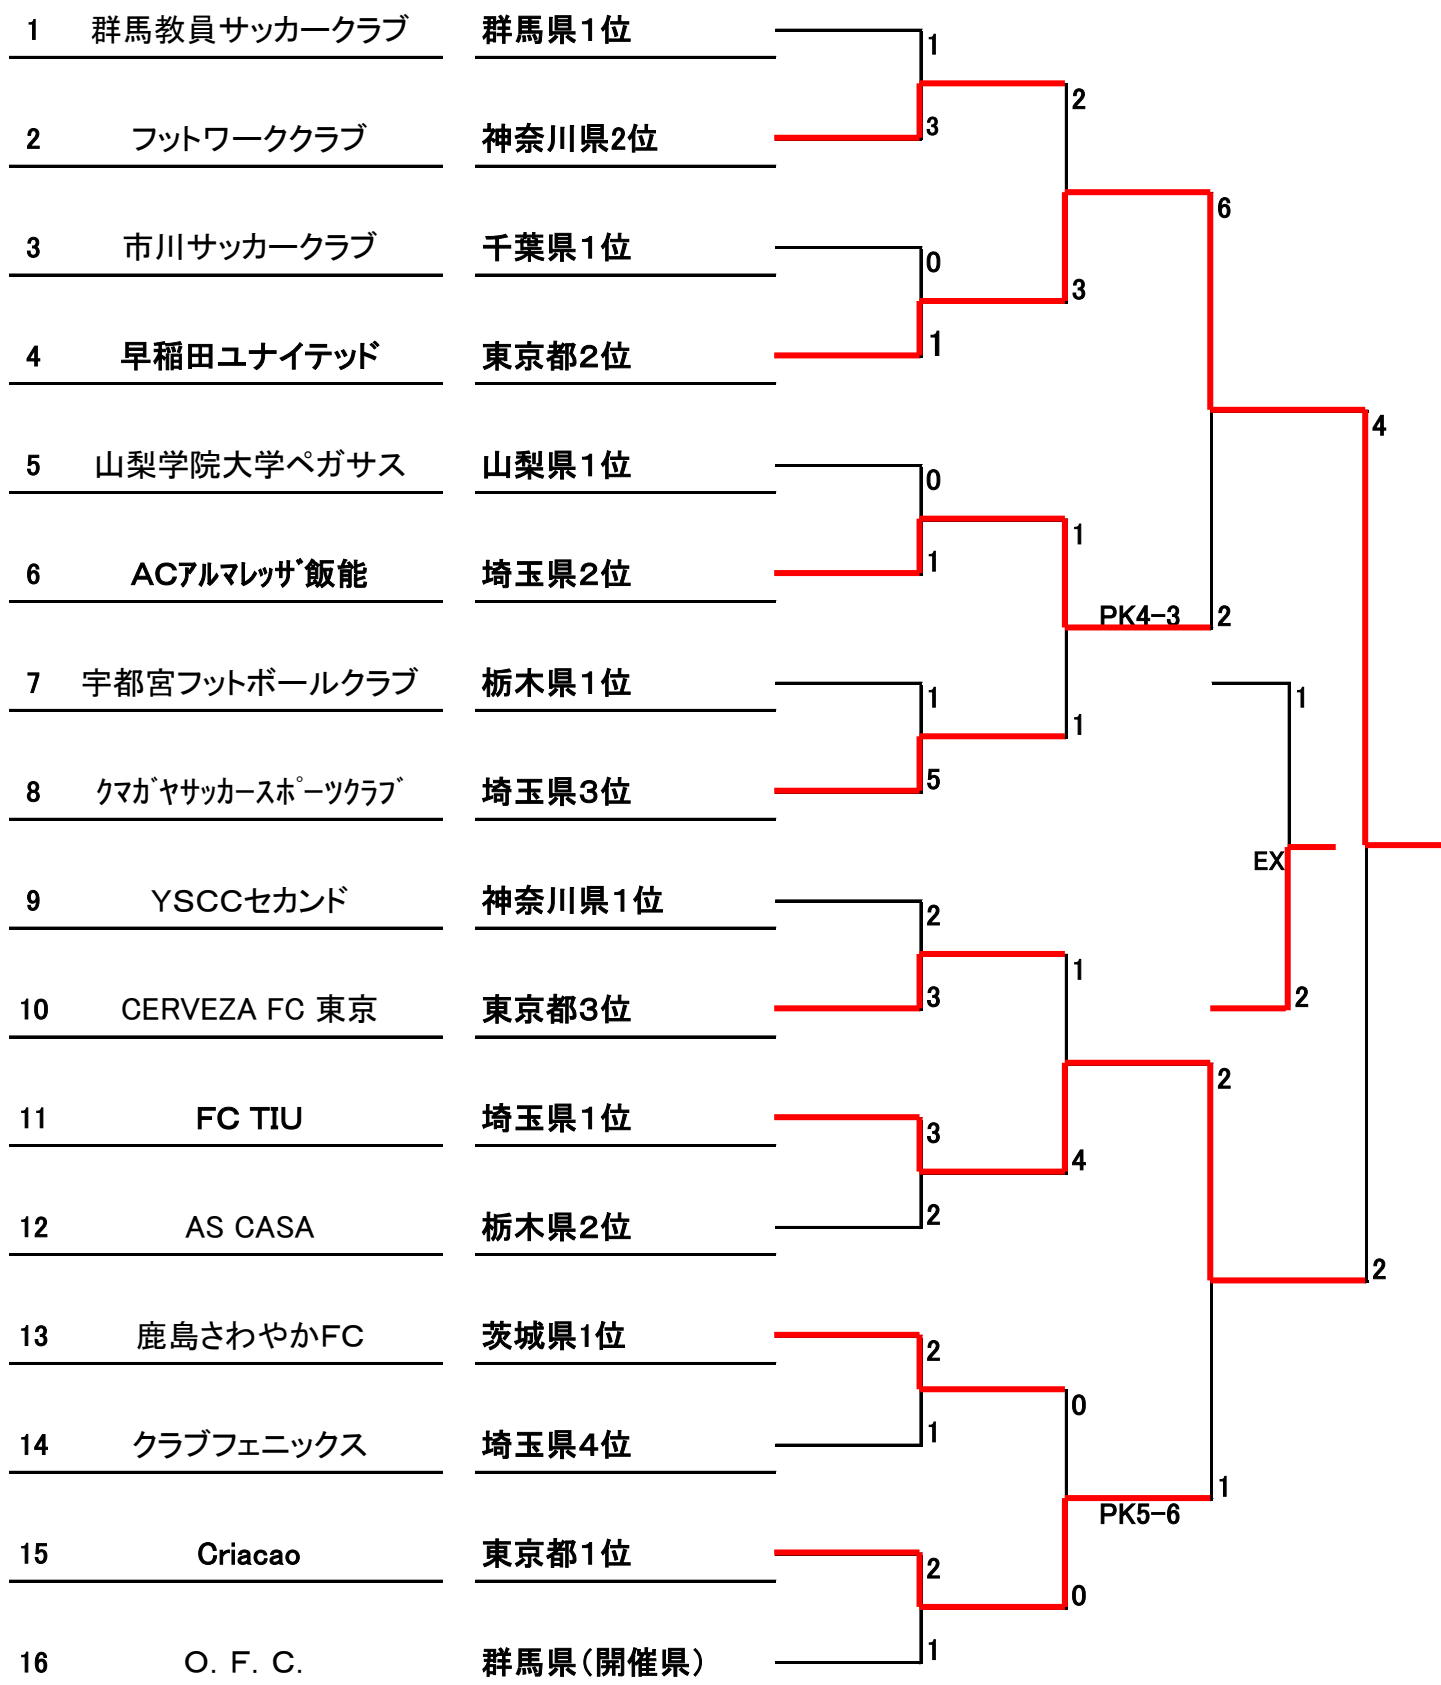 1 群馬教員サッカークラブ 群馬県1位 1
2
2 フットワーククラブ 神奈川県2位 3
6
3 市川サッカークラブ 千葉県1位 0
3
4 早稲田ユナイテッド 東京都2位 1
4
5 山梨学院大学ペガサス 山梨県1位 0
1
6 ACアルマレッザ飯能 埼玉県2位 1
PK4-3 2
7 宇都宮フットボールクラブ 栃木県1位 1 1
1
8 クマガヤサッカースポーツクラブ 埼玉県3位 5
EX
9 YSCCセカンド 神奈川県1位 2
1
10 CERVEZA FC 東京 東京都3位 3 2
2
11 FC TIU 埼玉県1位 3
4
12 AS CASA 栃木県2位 2
2
13 鹿島さわやかFC 茨城県1位 2
0
14 クラブフェニックス 埼玉県4位 1
1
PK5-6
15 Criacao 東京都1位 2
0
16 O. F. C. 群馬県(開催県) 1